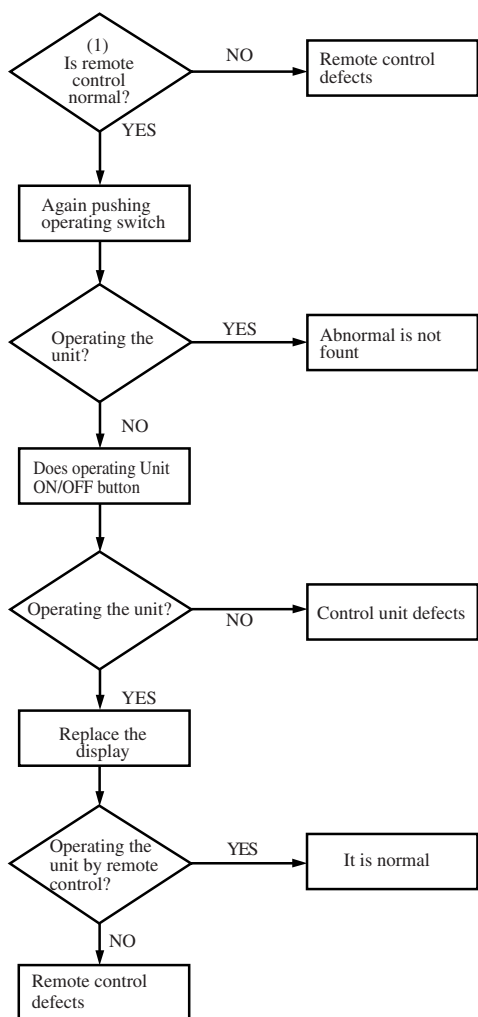 (1)
Is remote
control
normal?
NO
Remote control
defects
YES
Again pushing
operating switch
Operating the
unit?
YES
Abnormal is not
fount
NO
Does operating Unit
ON/OFF button
Operating the unit?
NO
Control unit defects
YES
Replace the
display
Operating the
unit by remote
control?
YES
It is normal
NO
Remote control
defects